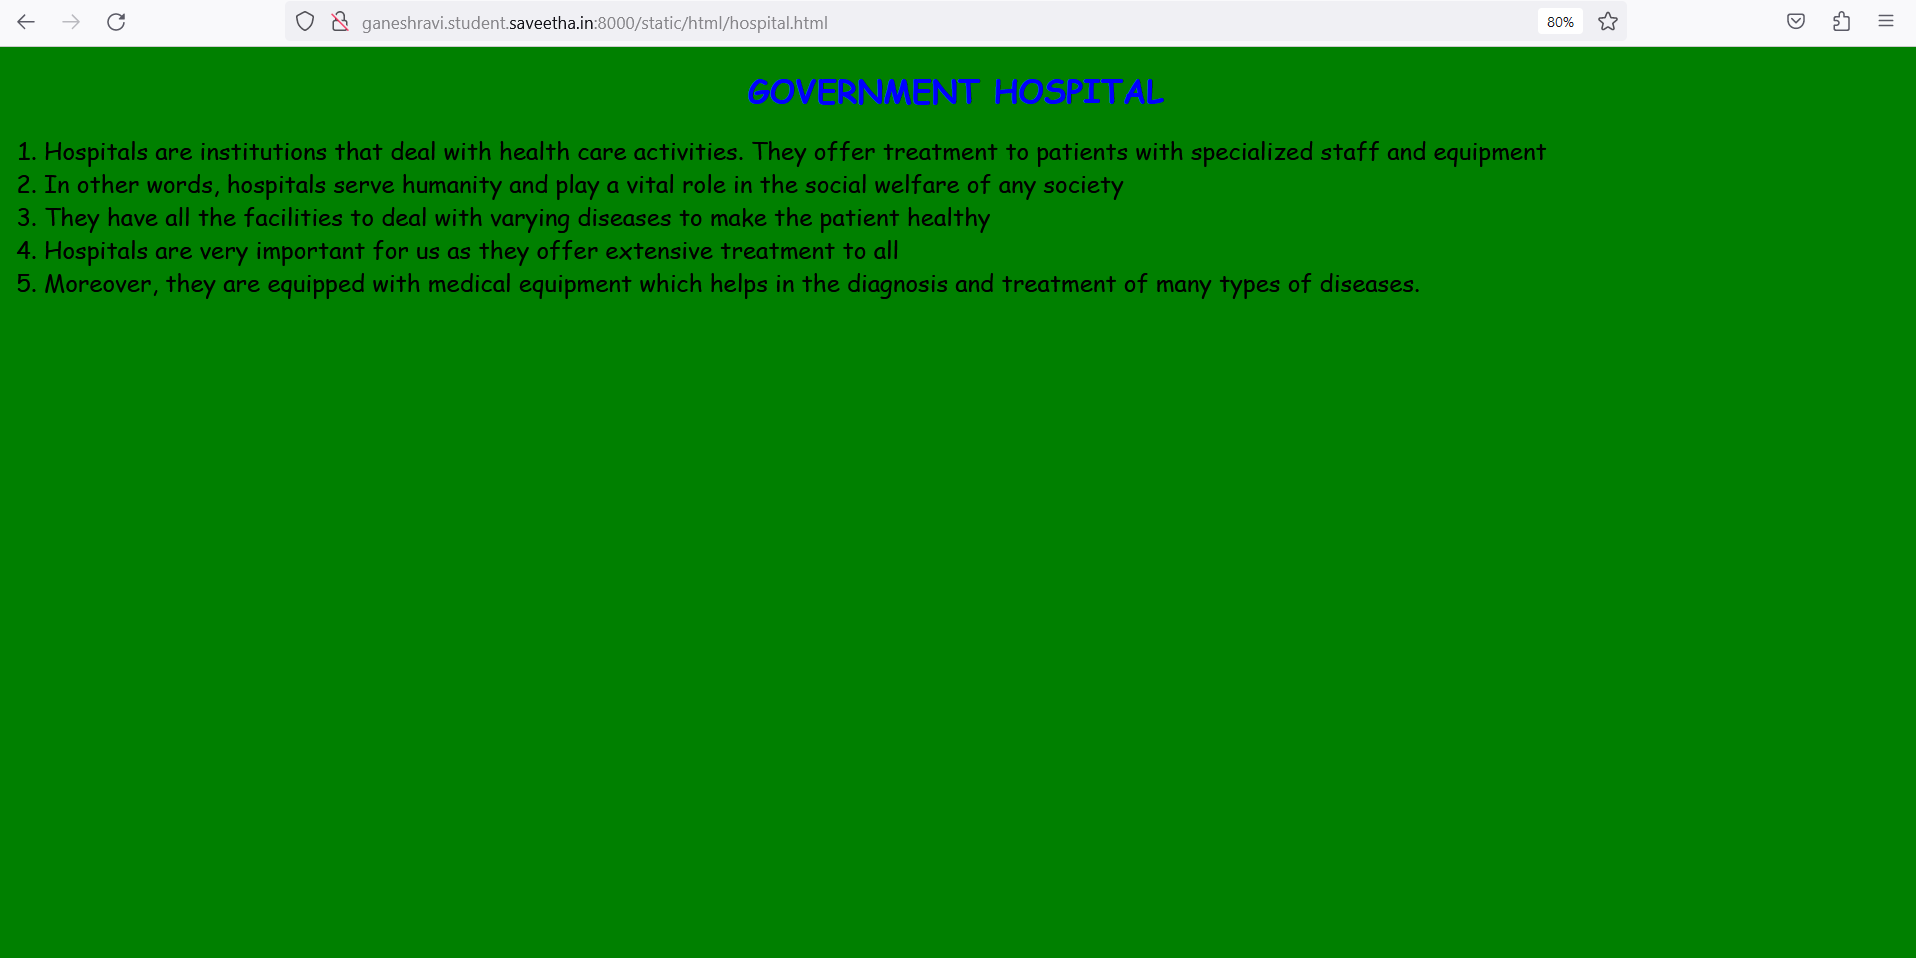 ganeshravi.student.saveetha.in:8000/static/html/hospital.html 80%
GOVERNMENT HOSPITAL
1. Hospitals are institutions that deal with health care activities. They offer treatment to patients with specialized staff and equipment
2. In other words, hospitals serve humanity and play a vital role in the social welfare of any society
3. They have all the facilities to deal with varying diseases to make the patient healthy
4. Hospitals are very important for us as they offer extensive treatment to all
5. Moreover, they are equipped with medical equipment which helps in the diagnosis and treatment of many types of diseases.